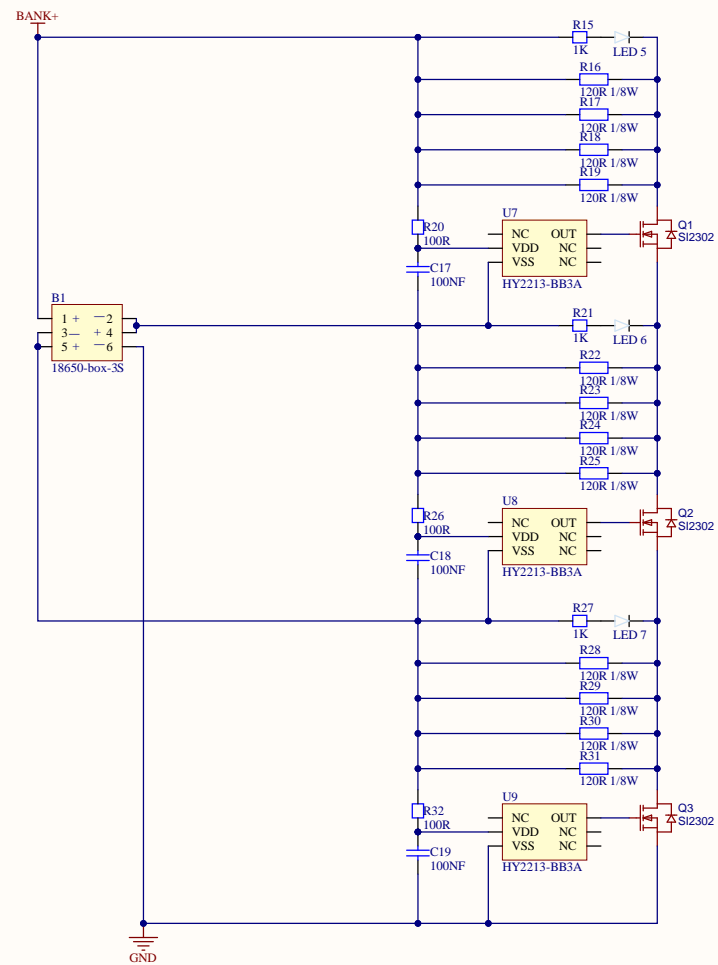 BANK+
R15
1K
LED 5
R16
120R 1/8W
R17
120R 1/8W
R18
120R 1/8W
R19
120R 1/8W
R20
100R
C17
100NF
U7
NC OUT
VDD NC
VSS NC
HY2213-BB3A
Q1
SI2302
B1
1 + — 2
3 — + 4
5 + — 6
18650-box-3S
R21
1K
LED 6
R22
120R 1/8W
R23
120R 1/8W
R24
120R 1/8W
R25
120R 1/8W
R26
100R
C18
100NF
U8
NC OUT
VDD NC
VSS NC
HY2213-BB3A
Q2
SI2302
R27
1K
LED 7
R28
120R 1/8W
R29
120R 1/8W
R30
120R 1/8W
R31
120R 1/8W
R32
100R
C19
100NF
U9
NC OUT
VDD NC
VSS NC
HY2213-BB3A
Q3
SI2302
GND